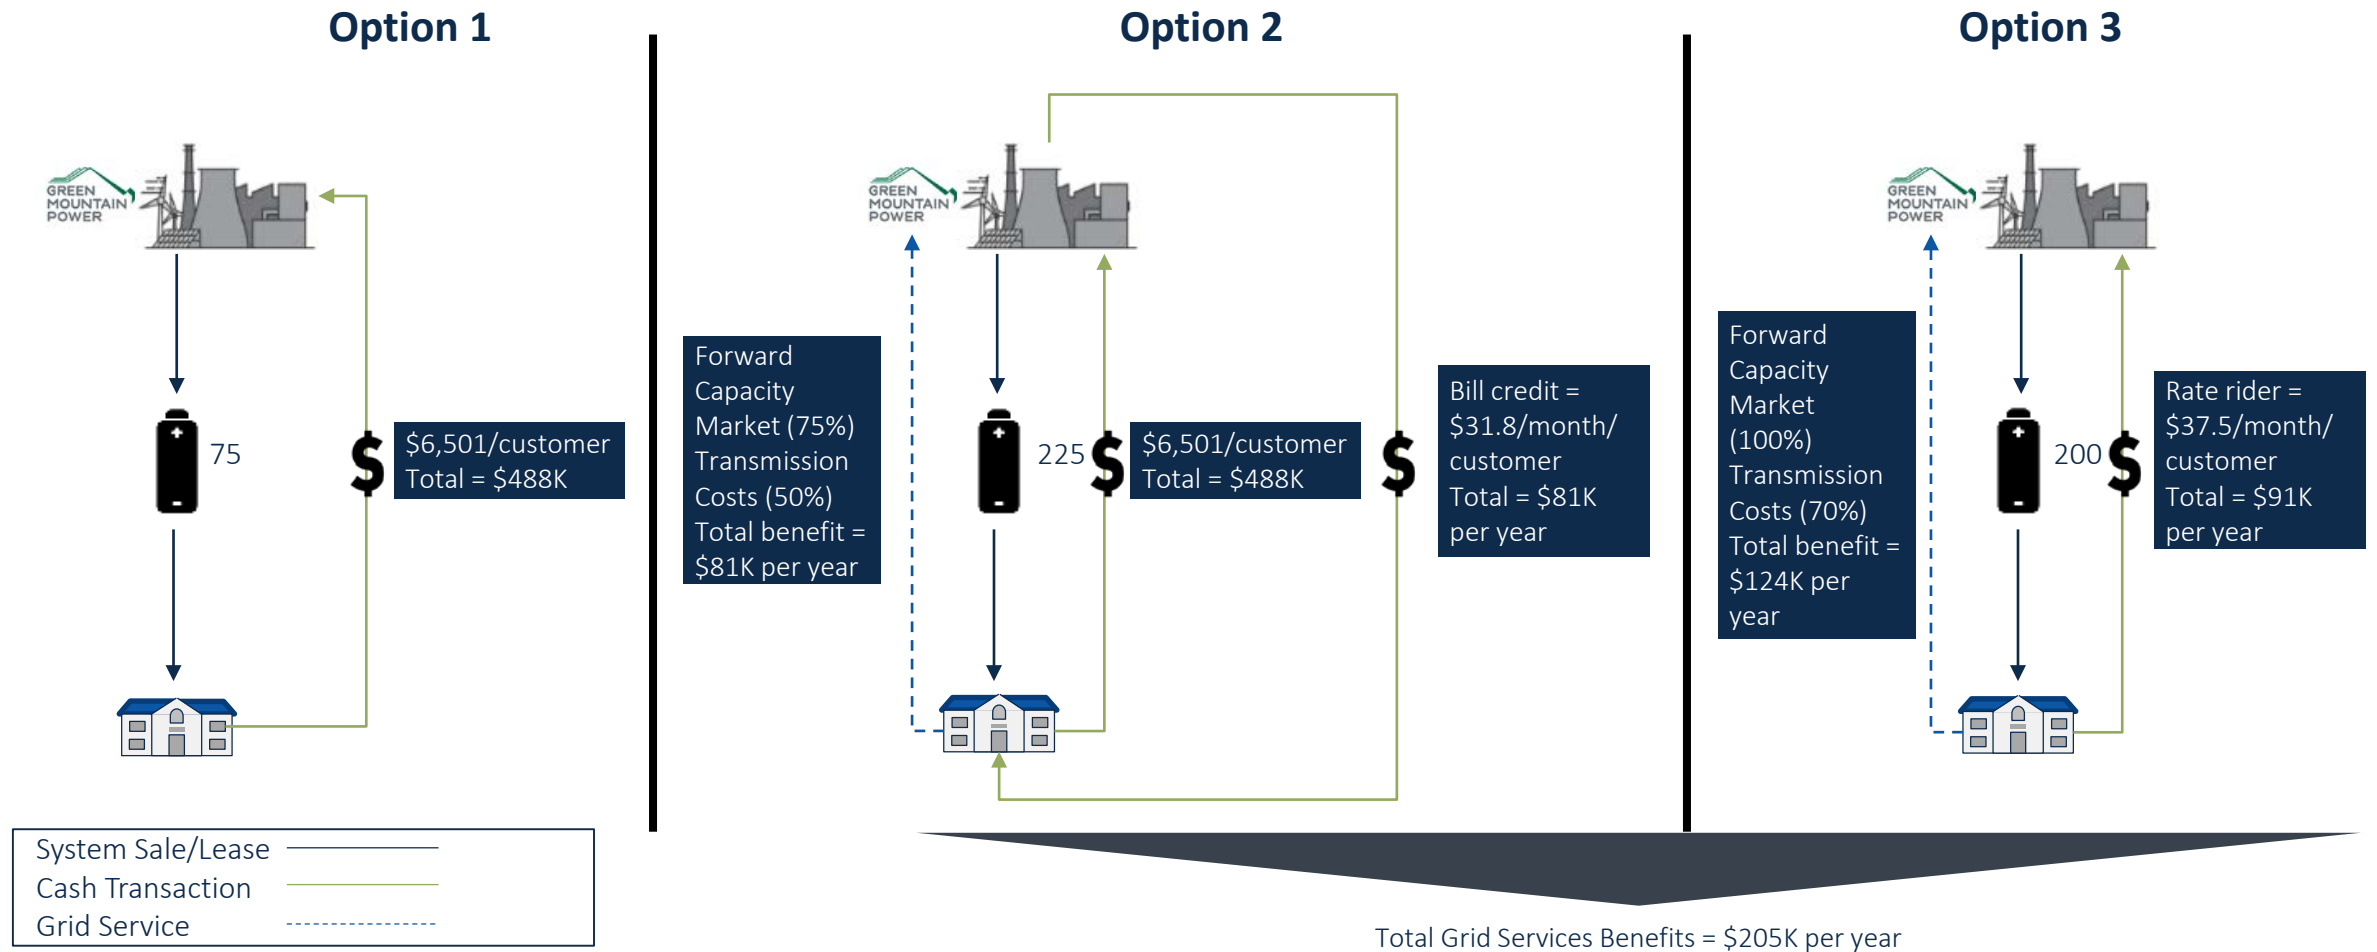 Option 1
GREEN
MOUNTAIN
POWER
75
$6,501/customer
Total = $488K
Option 2
GREEN
MOUNTAIN
POWER
Forward
Capacity
Market (75%)
Transmission
Costs (50%)
Total benefit =
$81K per year
225
$6,501/customer
Total = $488K
Bill credit =
$31.8/month/
customer
Total = $81K
per year
Option 3
GREEN
MOUNTAIN
POWER
Forward
Capacity
Market
(100%)
Transmission
Costs (70%)
Total benefit =
$124K per
year
200
Rate rider =
$37.5/month/
customer
Total = $91K
per year
System Sale/Lease
Cash Transaction
Grid Service
Total Grid Services Benefits = $205K per year